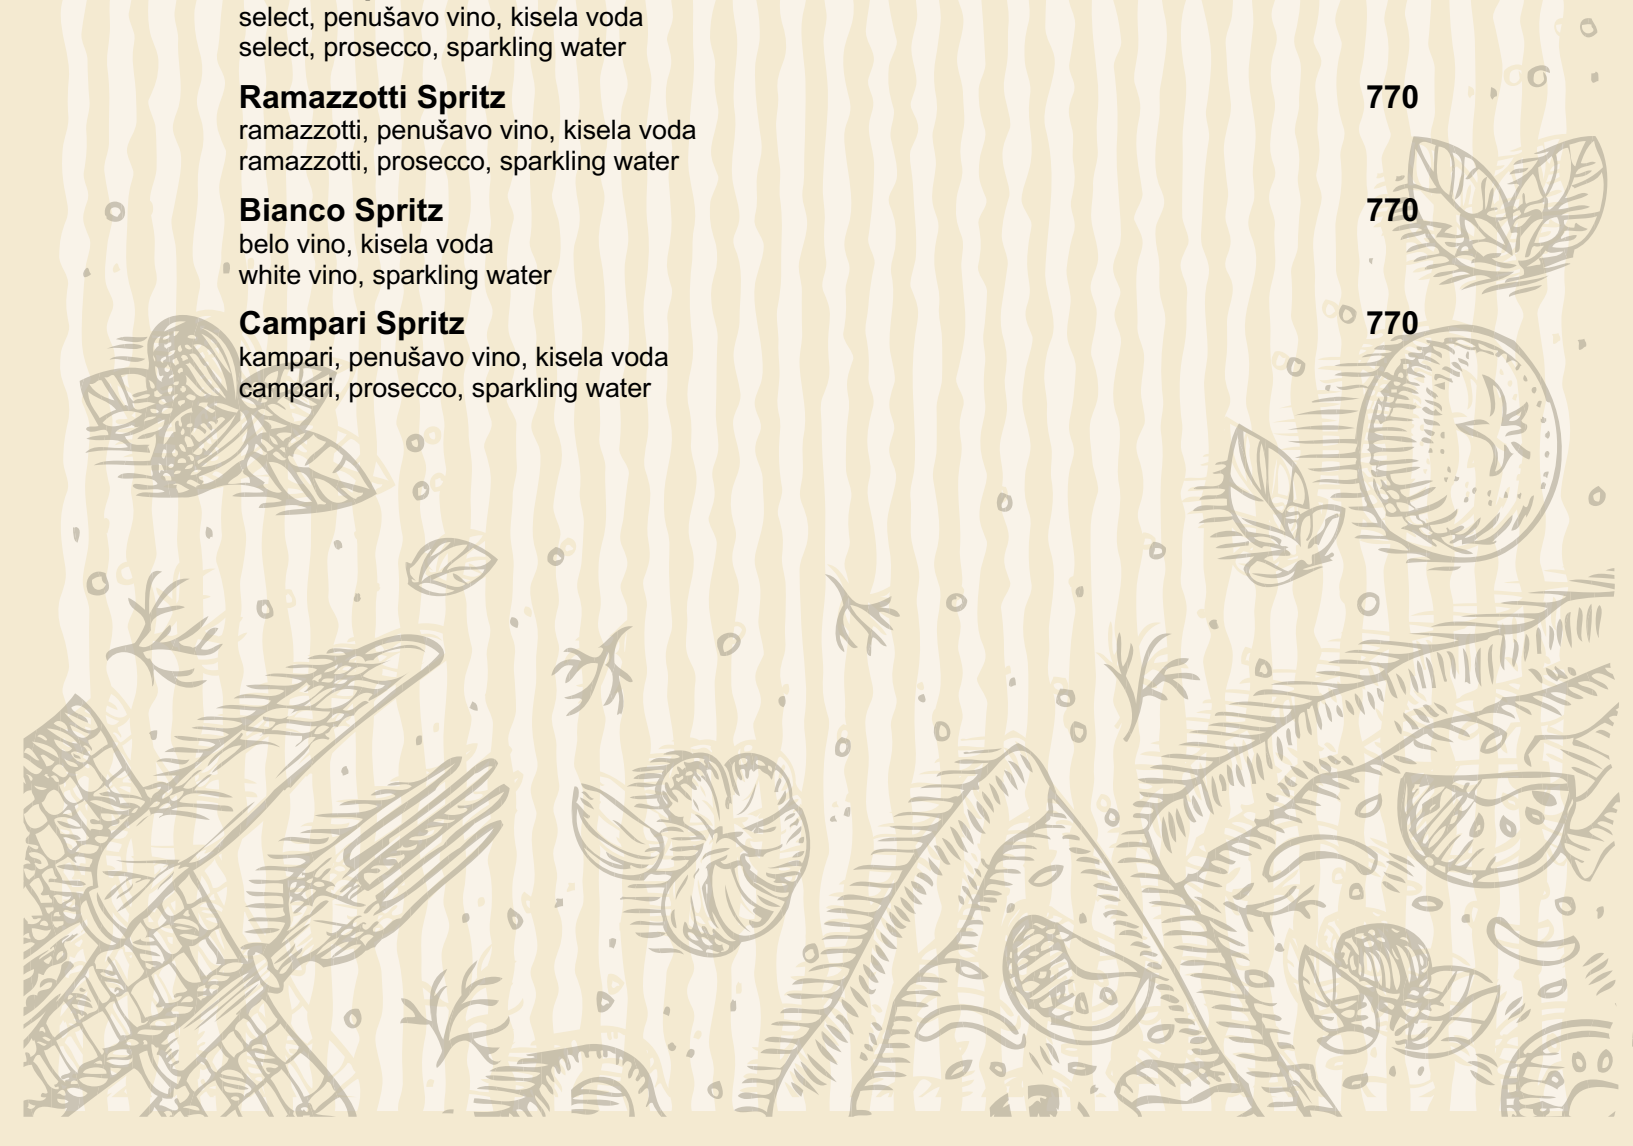 select, penušavo vino, kisela voda
select, prosecco, sparkling water
Ramazzotti Spritz 770
ramazzotti, penušavo vino, kisela voda
ramazzotti, prosecco, sparkling water
Bianco Spritz 770
belo vino, kisela voda
white vino, sparkling water
Campari Spritz 770
kampari, penušavo vino, kisela voda
campari, prosecco, sparkling water